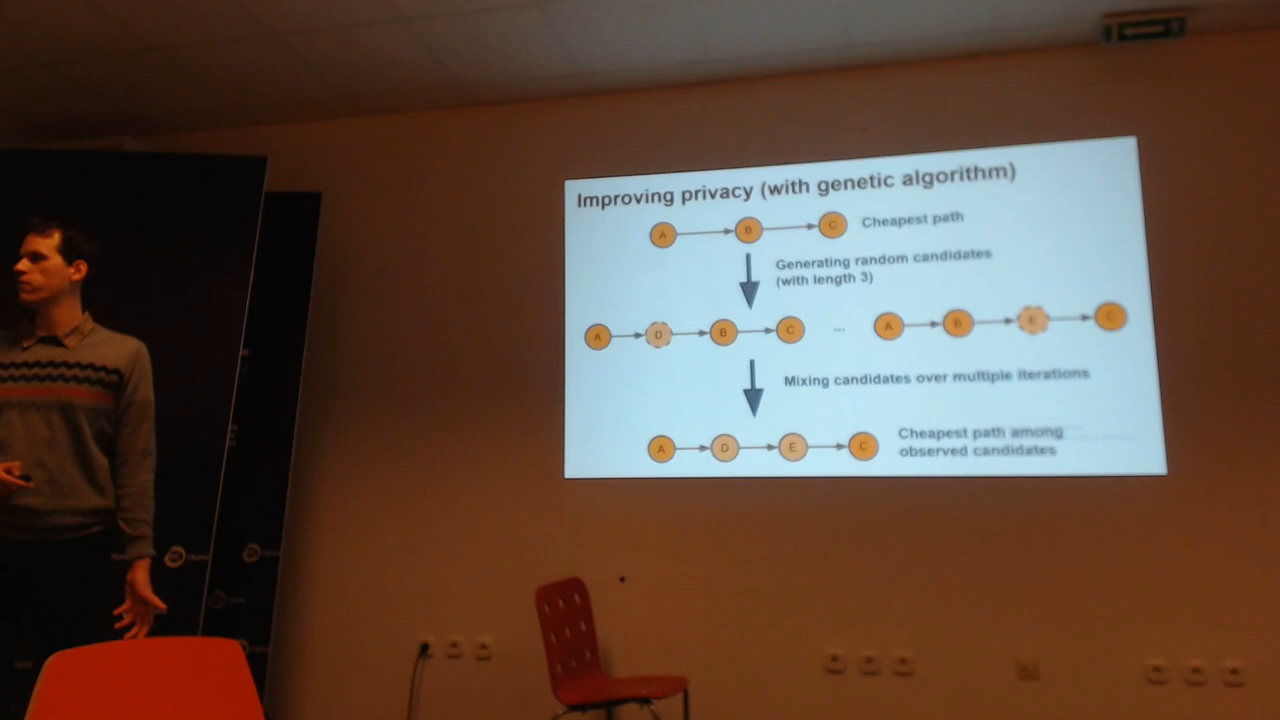 Improving privacy (with genetic algorithm)
A B C Cheapest path
Generating random candidates
(with length 3)
A D B C ... A B E C
Mixing candidates over multiple iterations
A D E C
Cheapest path among
observed candidates